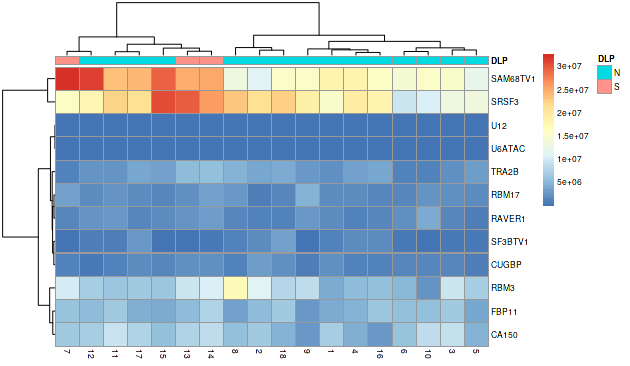 DLP
DLP
SAM68TV1
SRSF3
U12
U6ATAC
TRA2B
RBM17
RAVER1
SF3BTV1
CUGBP
RBM3
FBP11
CA150
7 12 11 17 15 13 14 8 2 18 9 1 4 16 6 10 3 5
3e+07
2.5e+07
2e+07
1.5e+07
1e+07
5e+06
N
S